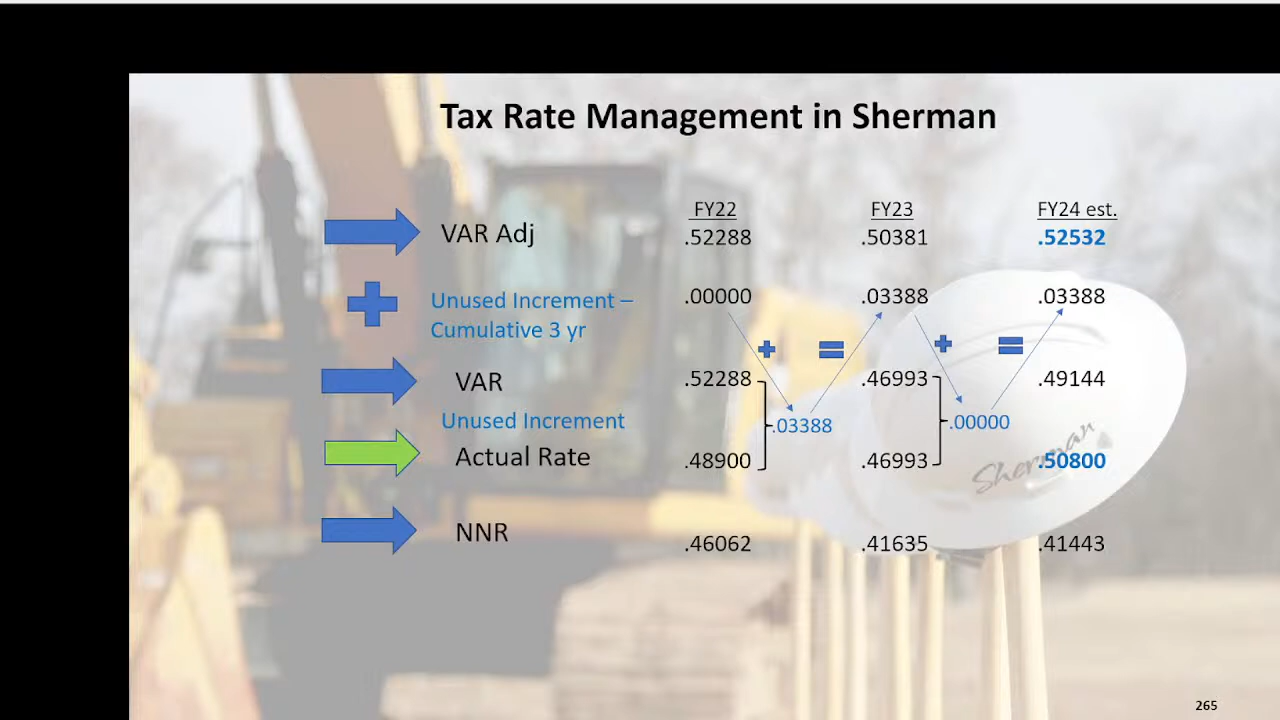 Tax Rate Management in Sherman
FY22 FY23 FY24 est.
VAR Adj .52288 .50381 .52532
Unused Increment – .00000 .03388 .03388
Cumulative 3 yr
VAR .52288 .46993 .49144
Unused Increment .03388 .00000
Actual Rate .48900 .46993 .50800
Sherman
NNR .46062 .41635 .41443
265